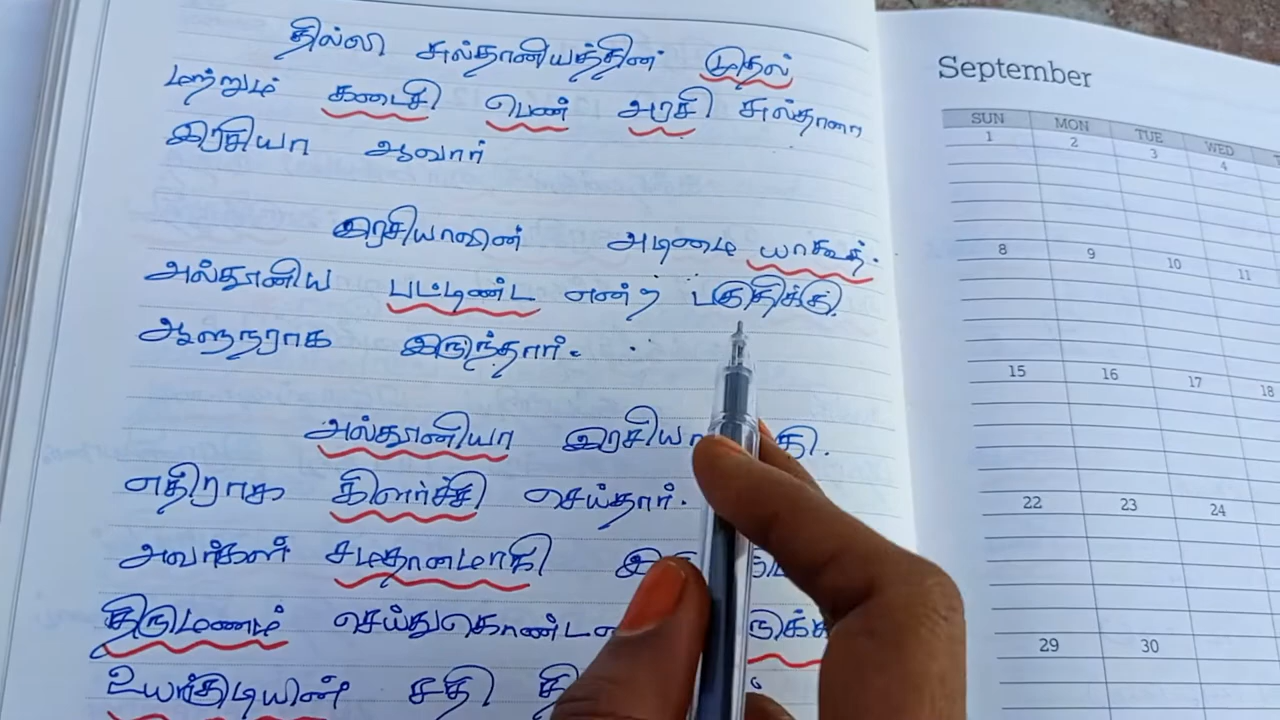 தில்லி சுல்தானியத்தின் முதல்
மற்றும் கடைசி பெண் அரசி சுல்தானா
இரசியா ஆவார்
இரசியாவின் அடிமை யாகூத்.
அல்தூனிய பட்டிண்ட என்ற பகுதிக்கு
ஆளுநராக இருந்தார்.
அல்தூனியா இரசியா
எதிராக கிளர்ச்சி செய்தார்.
அவர்கள் சமதானமாகி
திருமணம் செய்துகொண்ட
உயர்குடியின் சதி
September
SUN MON TUE WED
1 2 3 4
8 9 10 11
15 16 17 18
22 23 24
29 30